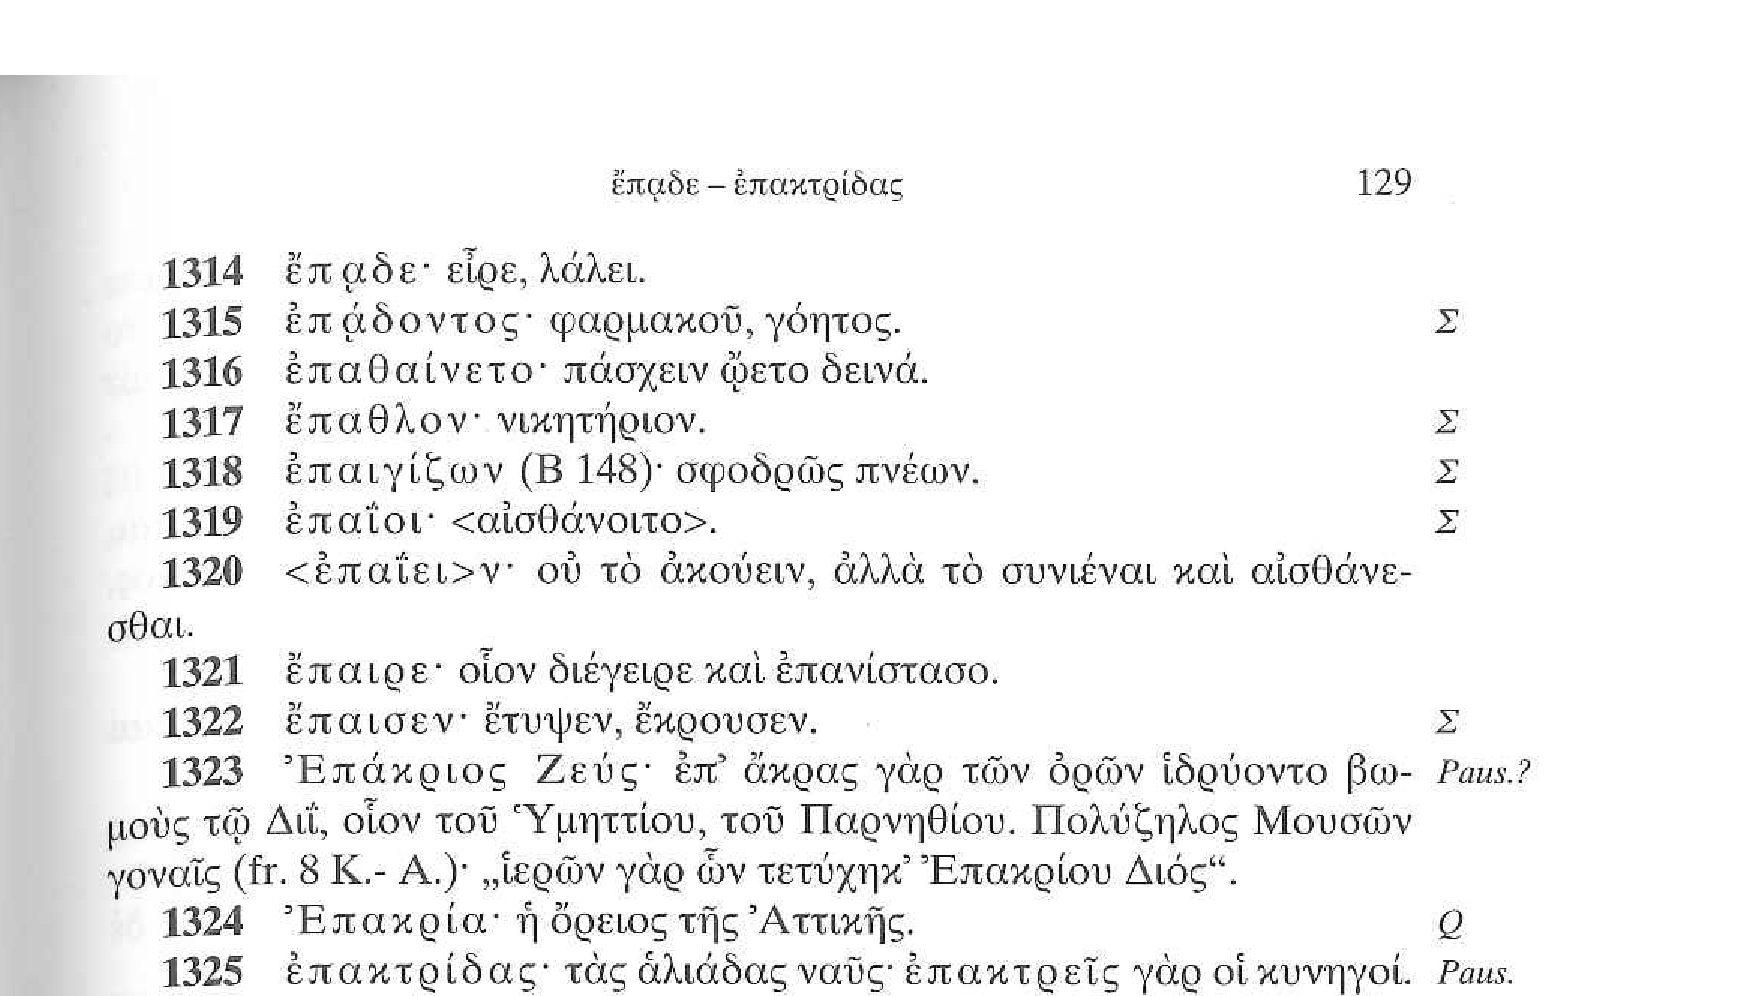 ἔπᾳδε – ἐπακτρίδας 129
1314 ἔπᾳδε· εἶρε, λάλει.
1315 ἐπᾴδοντος· φαρμακοῦ, γόητος. Σ
1316 ἐπαθαίνετο· πάσχειν ᾤετο δεινά.
1317 ἔπαθλον· νικητήριον. Σ
1318 ἐπαιγίζων (Β 148)· σφοδρῶς πνέων. Σ
1319 ἐπαΐοι· <αἰσθάνοιτο>. Σ
1320 <ἐπαΐει>ν· οὐ τὸ ἀκούειν, ἀλλὰ τὸ συνιέναι καὶ αἰσθάνε-
σθαι.
1321 ἔπαιρε· οἷον διέγειρε καὶ ἐπανίστασο.
1322 ἔπαισεν· ἔτυψεν, ἔκρουσεν. Σ
1323 Ἐπάκριος Ζεύς· ἐπ’ ἄκρας γὰρ τῶν ὀρῶν ἱδρύοντο βω- Paus.?
μοὺς τῷ Διΐ, οἷον τοῦ Ὑμηττίου, τοῦ Παρνηθίου. Πολύζηλος Μουσῶν
γοναῖς (fr. 8 K.- A.)· „ἱερῶν γὰρ ὧν τετύχηκ’ Ἐπακρίου Διός“.
1324 Ἐπακρία· ἡ ὄρειος τῆς Ἀττικῆς. Q
1325 ἐπακτρίδας· τὰς ἁλιάδας ναῦς· ἐπακτρεῖς γὰρ οἱ κυνηγοί. Paus.